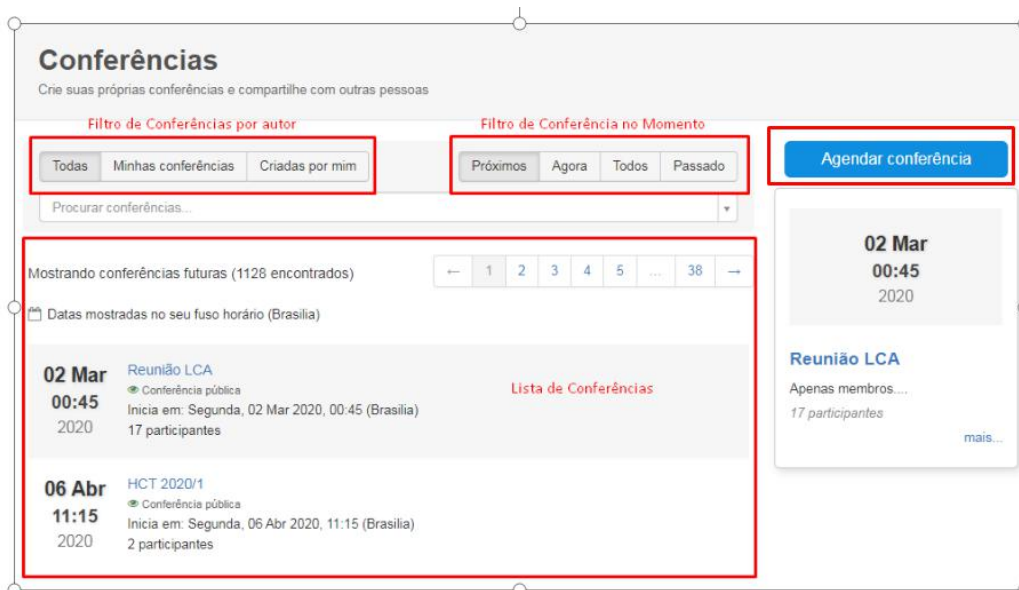 Conferências
Crie suas próprias conferências e compartilhe com outras pessoas
Filtro de Conferências por autor
Filtro de Conferência no Momento
Todas Minhas conferências Criadas por mim
Próximos Agora Todos Passado
Agendar conferência
Procurar conferências...
Mostrando conferências futuras (1128 encontrados)
← 1 2 3 4 5 ... 38 →
Datas mostradas no seu fuso horário (Brasilia)
02 Mar
00:45
2020
Reunião LCA
Conferência pública
Inicia em: Segunda, 02 Mar 2020, 00:45 (Brasilia)
17 participantes
Lista de Conferências
06 Abr
11:15
2020
HCT 2020/1
Conferência pública
Inicia em: Segunda, 06 Abr 2020, 11:15 (Brasilia)
2 participantes
02 Mar
00:45
2020
Reunião LCA
Apenas membros....
17 participantes
mais...